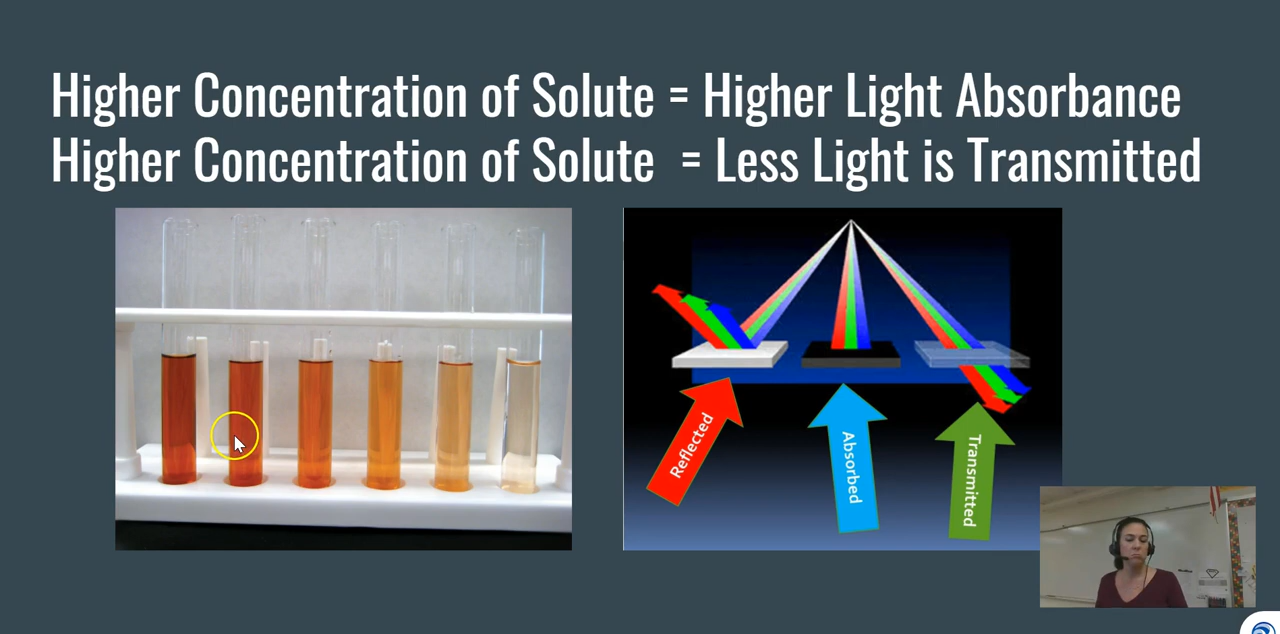 Higher Concentration of Solute = Higher Light Absorbance
Higher Concentration of Solute = Less Light is Transmitted
Reflected
Absorbed
Transmitted